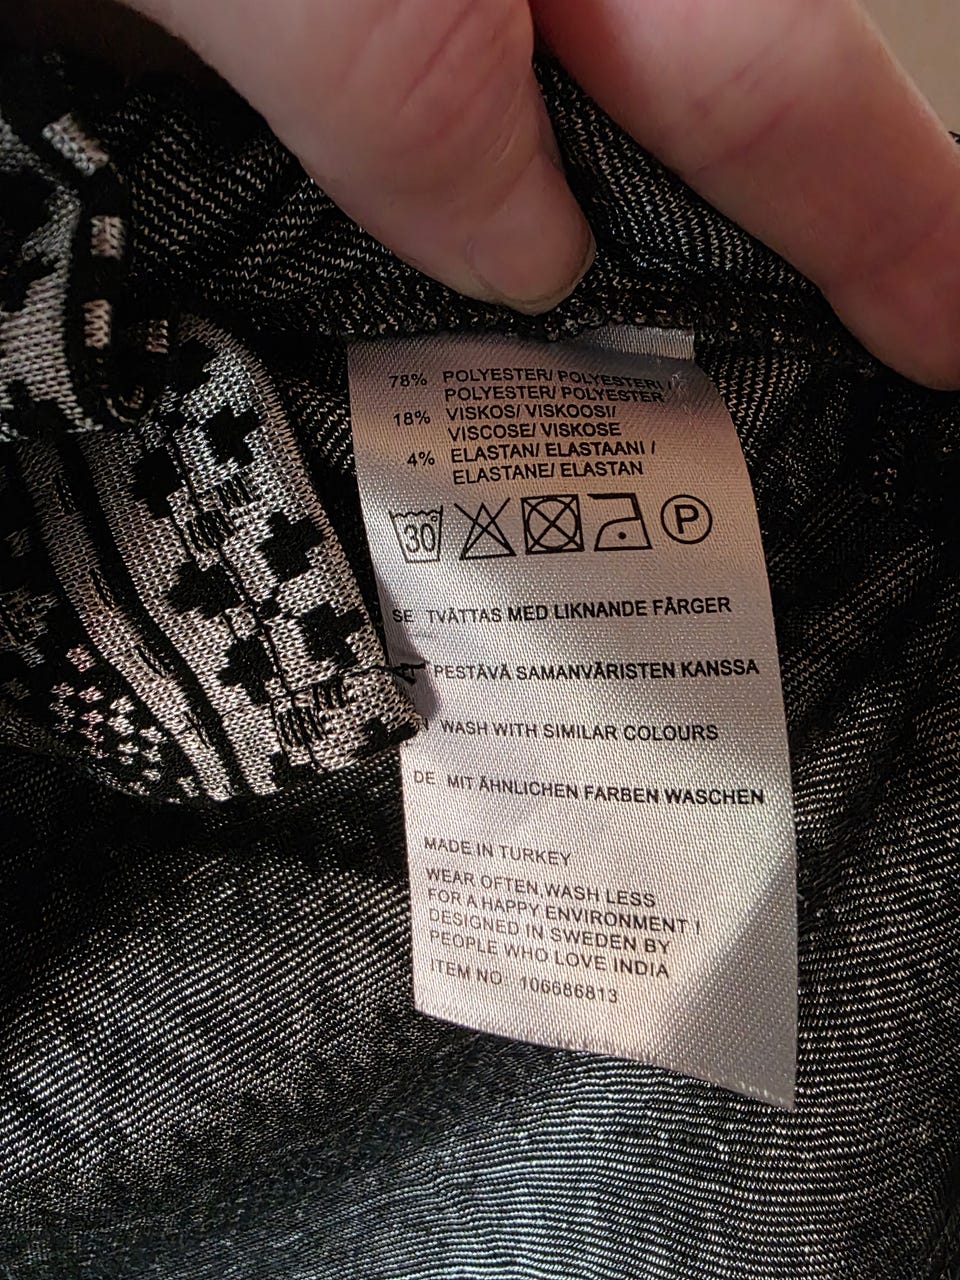 78% POLYESTER/ POLYESTERI/
POLYESTER/ POLYESTER
18% VISKOS/ VISKOOSI/
VISCOSE/ VISKOSE
4% ELASTAN/ ELASTAANI /
ELASTANE/ ELASTAN
30 P
SE TVÄTTAS MED LIKNANDE FÄRGER
PESTÄVÄ SAMANVÄRISTEN KANSSA
WASH WITH SIMILAR COLOURS
DE MIT ÄHNLICHEN FARBEN WASCHEN
MADE IN TURKEY
WEAR OFTEN, WASH LESS
FOR A HAPPY ENVIRONMENT !
DESIGNED IN SWEDEN BY
PEOPLE WHO LOVE INDIA
ITEM NO: 106686813